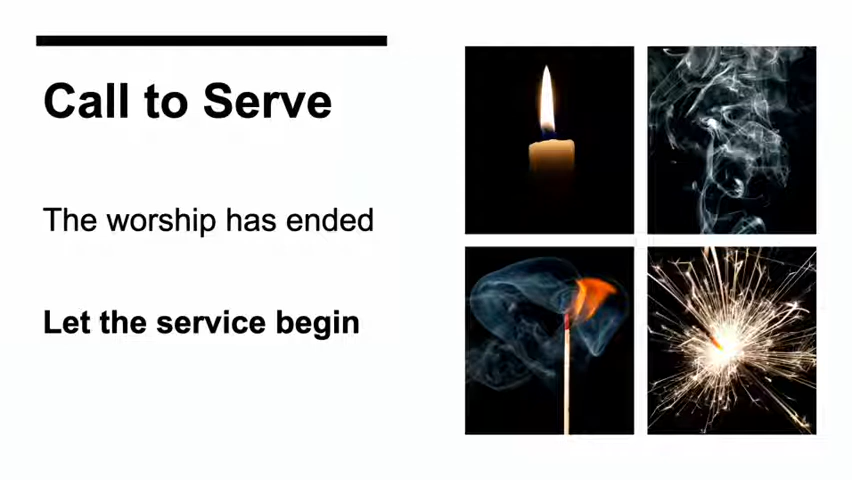 Call to Serve
The worship has ended
Let the service begin